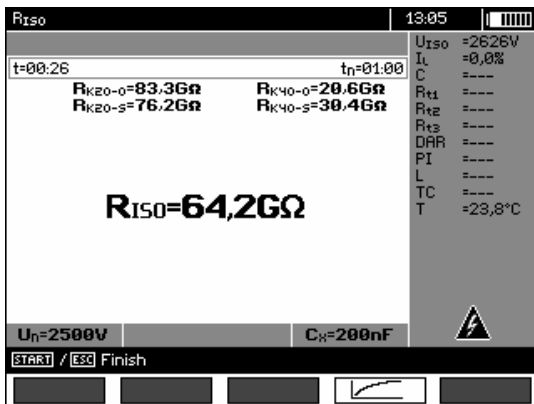 RISO 13:05
t=00:26 tn=01:00
RK20-O=83,3GΩ RK40-O=20,6GΩ
RK20-S=76,2GΩ RK40-S=30,4GΩ
RISO=64,2GΩ
Un=2500V CX=200nF
UISO =2626V
IL =0,0%
C =---
Rt1 =---
Rt2 =---
Rt3 =---
DAR =---
PI =---
L =---
TC =---
T =23,8°C
START / ESC Finish